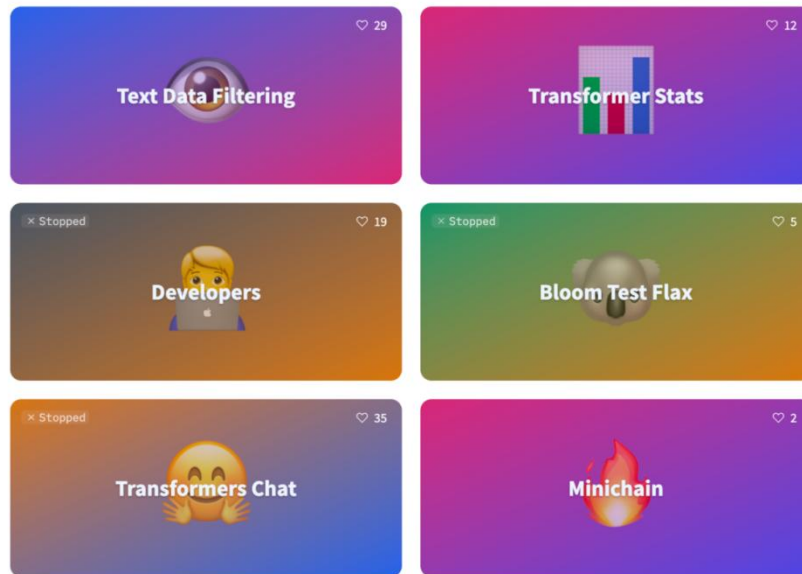 29
Text Data Filtering
12
Transformer Stats
× Stopped
19
Developers
× Stopped
5
Bloom Test Flax
× Stopped
35
Transformers Chat
2
Minichain